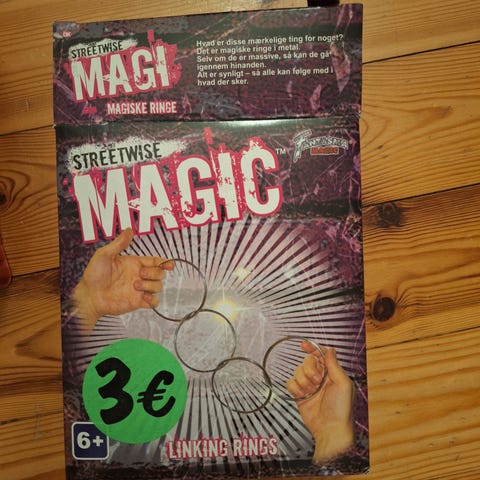 STREETWISE
MAGI
MAGISKE RINGE
Hvad er disse mærkelige ting for noget?
Det er magiske ringe i metal.
Selv om de er massive, så kan de gå
igennem hinanden.
Alt er synligt – så alle kan følge med i
hvad der sker.
STREETWISE
MAGIC™
FANTASMA
MAGIC
3€
6+
LINKING RINGS